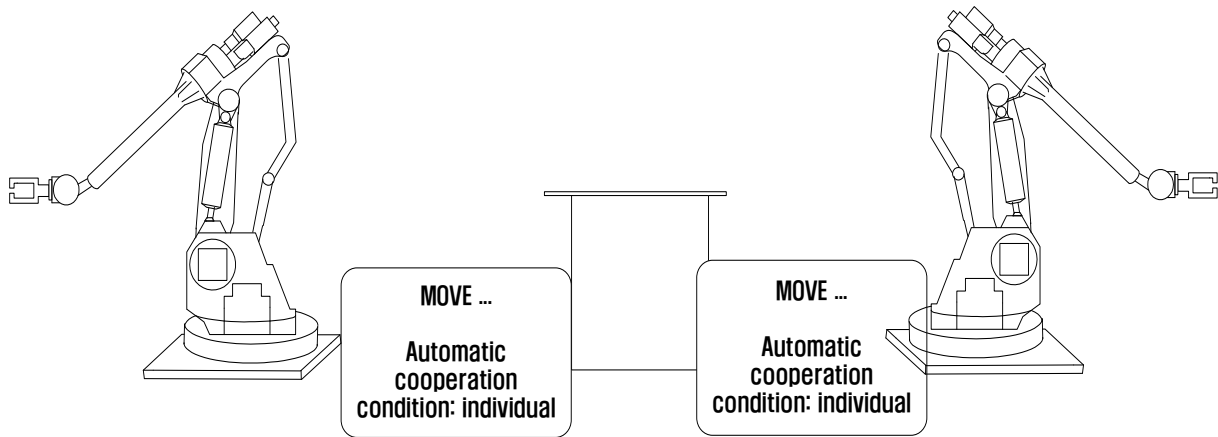 MOVE ...
Automatic
cooperation
condition: individual
MOVE ...
Automatic
cooperation
condition: individual